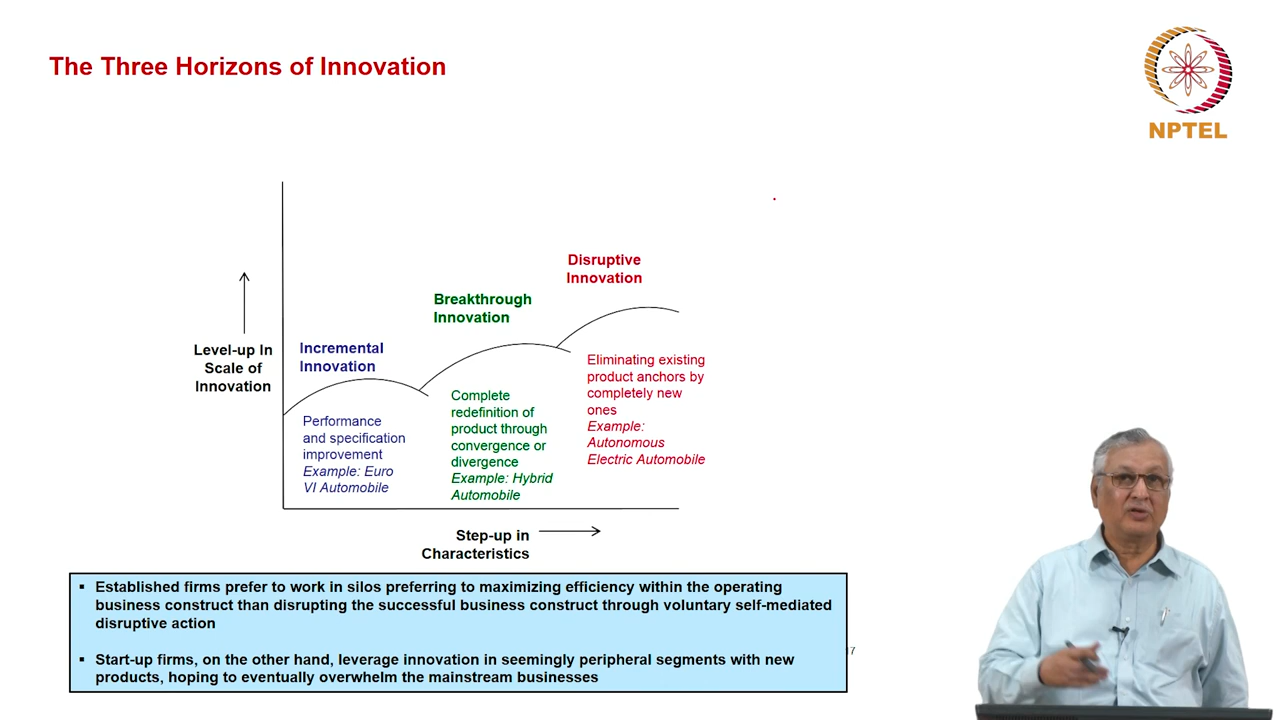 The Three Horizons of Innovation
NPTEL
Disruptive
Innovation
Breakthrough
Innovation
Level-up In
Scale of
Innovation
Incremental
Innovation
Performance
and specification
improvement
Example: Euro
VI Automobile
Complete
redefinition of
product through
convergence or
divergence
Example: Hybrid
Automobile
Eliminating existing
product anchors by
completely new
ones
Example:
Autonomous
Electric Automobile
Step-up in
Characteristics
▪ Established firms prefer to work in silos preferring to maximizing efficiency within the operating
business construct than disrupting the successful business construct through voluntary self-mediated
disruptive action
▪ Start-up firms, on the other hand, leverage innovation in seemingly peripheral segments with new
products, hoping to eventually overwhelm the mainstream businesses